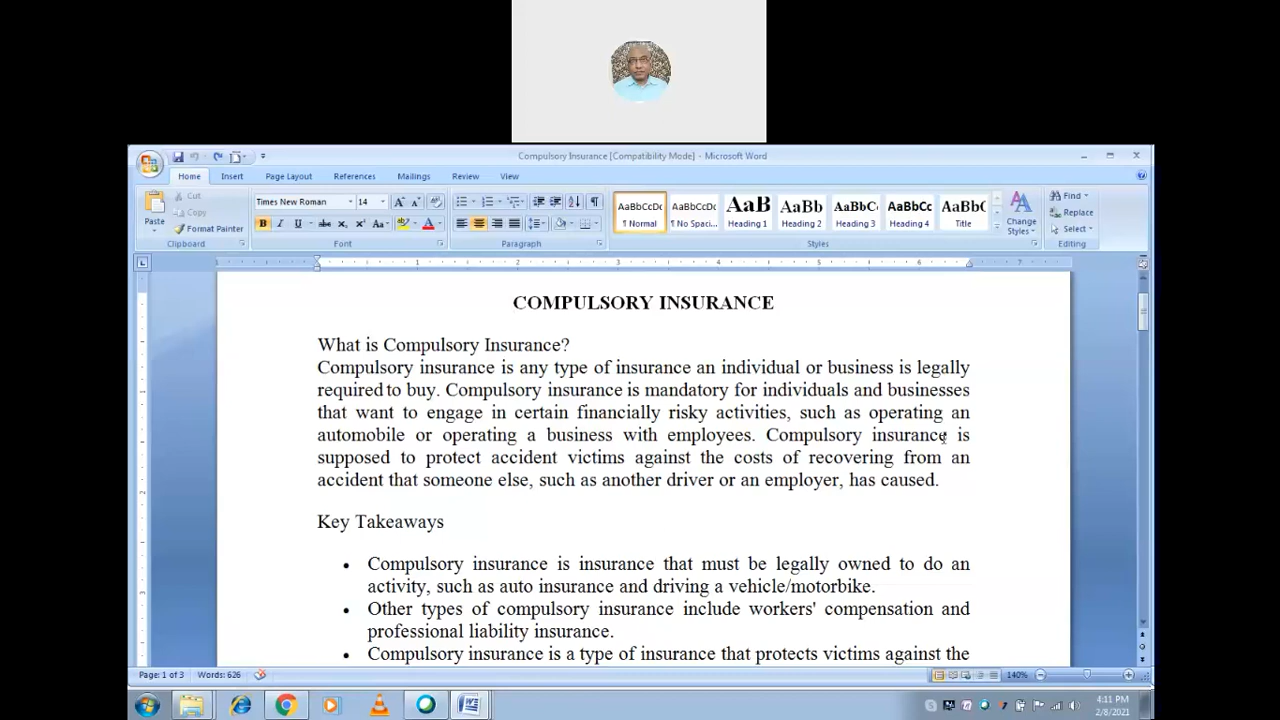 Compulsory Insurance [Compatibility Mode] - Microsoft Word
Home Insert Page Layout References Mailings Review View
Paste
Cut
Copy
Format Painter
Clipboard
Times New Roman 14
Font
Paragraph
AaBbCcDc AaBbCcDc AaB AaBb AaBbC AaBbCc AaBb
¶ Normal ¶ No Spaci... Heading 1 Heading 2 Heading 3 Heading 4 Title
Change Styles
Styles
Find
Replace
Select
Editing
COMPULSORY INSURANCE
What is Compulsory Insurance?
Compulsory insurance is any type of insurance an individual or business is legally
required to buy. Compulsory insurance is mandatory for individuals and businesses
that want to engage in certain financially risky activities, such as operating an
automobile or operating a business with employees. Compulsory insurance is
supposed to protect accident victims against the costs of recovering from an
accident that someone else, such as another driver or an employer, has caused.
Key Takeaways
• Compulsory insurance is insurance that must be legally owned to do an
activity, such as auto insurance and driving a vehicle/motorbike.
• Other types of compulsory insurance include workers' compensation and
professional liability insurance.
• Compulsory insurance is a type of insurance that protects victims against the
Page: 1 of 3 Words: 626 140%
4:11 PM
2/8/2021